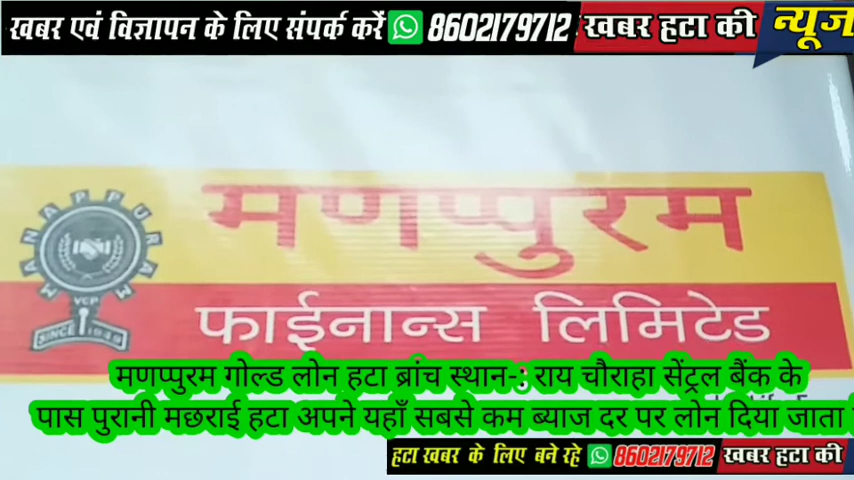 खबर एवं विज्ञापन के लिए संपर्क करें 8602179712 खबर हटा की न्यूज
मणप्पुरम
MANAPPURAM
VCP
SINCE 1949
फाईनान्स लिमिटेड
मणप्पुरम गोल्ड लोन हटा ब्रांच स्थान : राय चौराहा सेंट्रल बैंक के
पास पुरानी मछराई हटा अपने यहाँ सबसे कम ब्याज दर पर लोन दिया जाता
हटा खबर के लिए बने रहे 8602179712 खबर हटा की